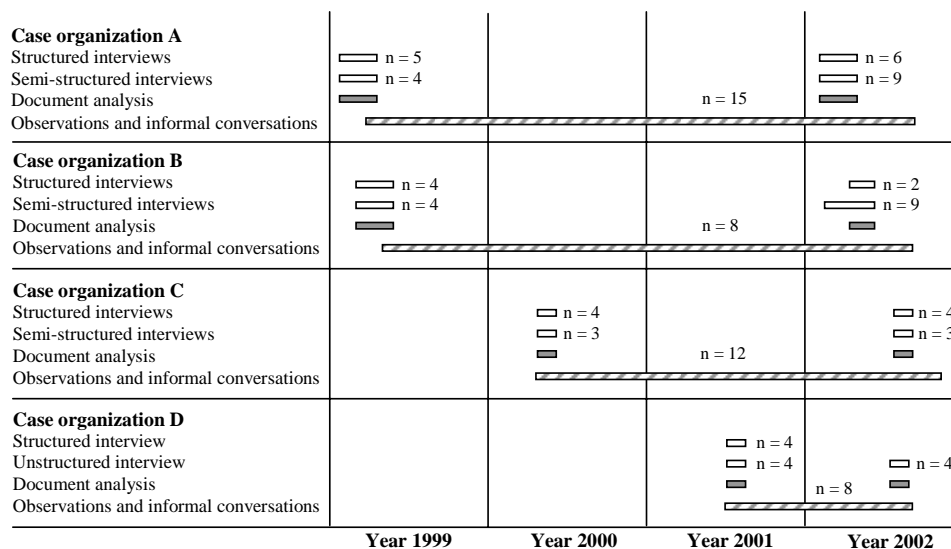 Case organization A
Structured interviews n = 5 n = 6
Semi-structured interviews n = 4 n = 9
Document analysis n = 15
Observations and informal conversations
Case organization B
Structured interviews n = 4 n = 2
Semi-structured interviews n = 4 n = 9
Document analysis n = 8
Observations and informal conversations
Case organization C
Structured interviews n = 4 n = 4
Semi-structured interviews n = 3 n = 3
Document analysis n = 12
Observations and informal conversations
Case organization D
Structured interview n = 4
Unstructured interview n = 4 n = 4
Document analysis n = 8
Observations and informal conversations
Year 1999 Year 2000 Year 2001 Year 2002